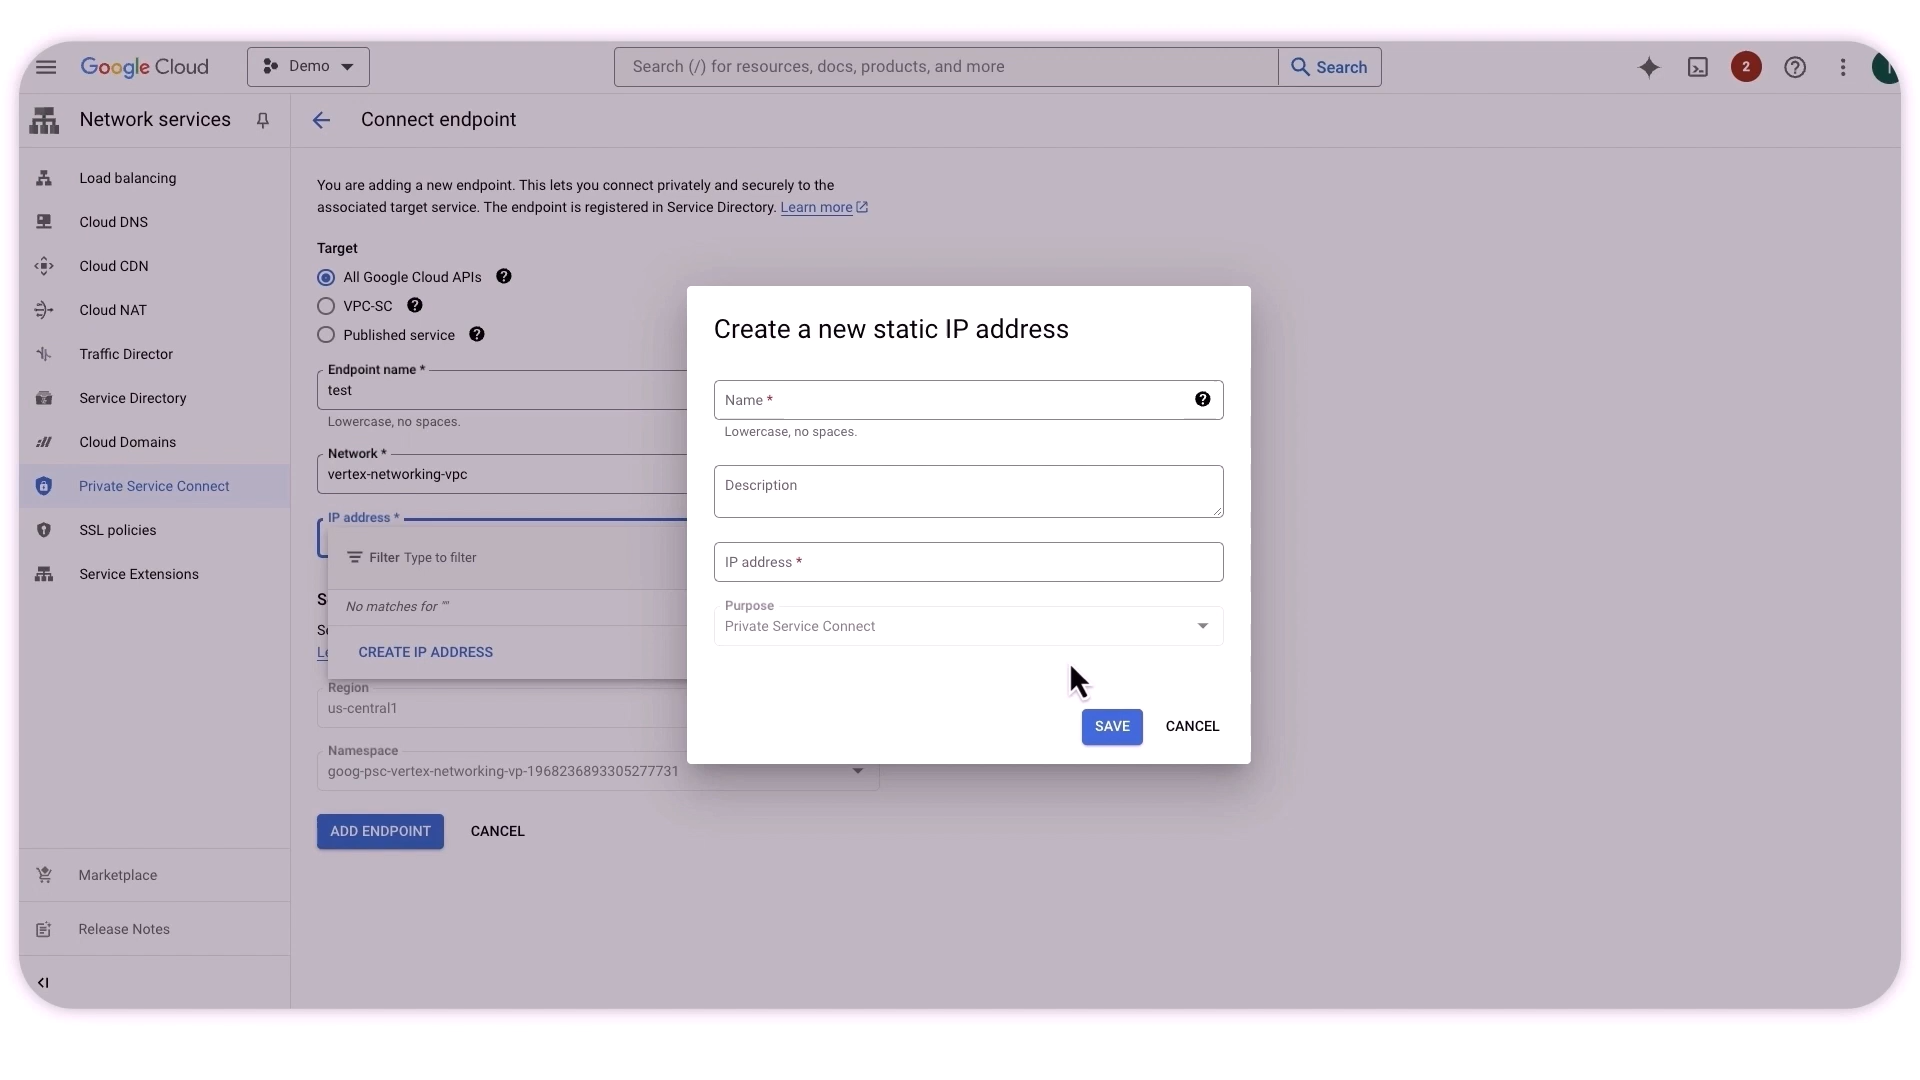 Google Cloud
Demo
Search (/) for resources, docs, products, and more
Search
2
Network services
Connect endpoint
Load balancing
Cloud DNS
Cloud CDN
Cloud NAT
Traffic Director
Service Directory
Cloud Domains
Private Service Connect
SSL policies
Service Extensions
Marketplace
Release Notes
You are adding a new endpoint. This lets you connect privately and securely to the
associated target service. The endpoint is registered in Service Directory. Learn more
Target
All Google Cloud APIs
VPC-SC
Published service
Endpoint name *
test
Lowercase, no spaces.
Network *
vertex-networking-vpc
IP address *
Filter Type to filter
No matches for ""
CREATE IP ADDRESS
Region
us-central1
Namespace
goog-psc-vertex-networking-vp-1968236893305277731
ADD ENDPOINT
CANCEL
Create a new static IP address
Name *
Lowercase, no spaces.
Description
IP address *
Purpose
Private Service Connect
SAVE
CANCEL